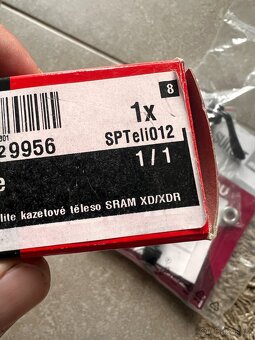 8
1x
29956
SPTeli012
1/1
e
lite kazetové těleso SRAM XD/XDR